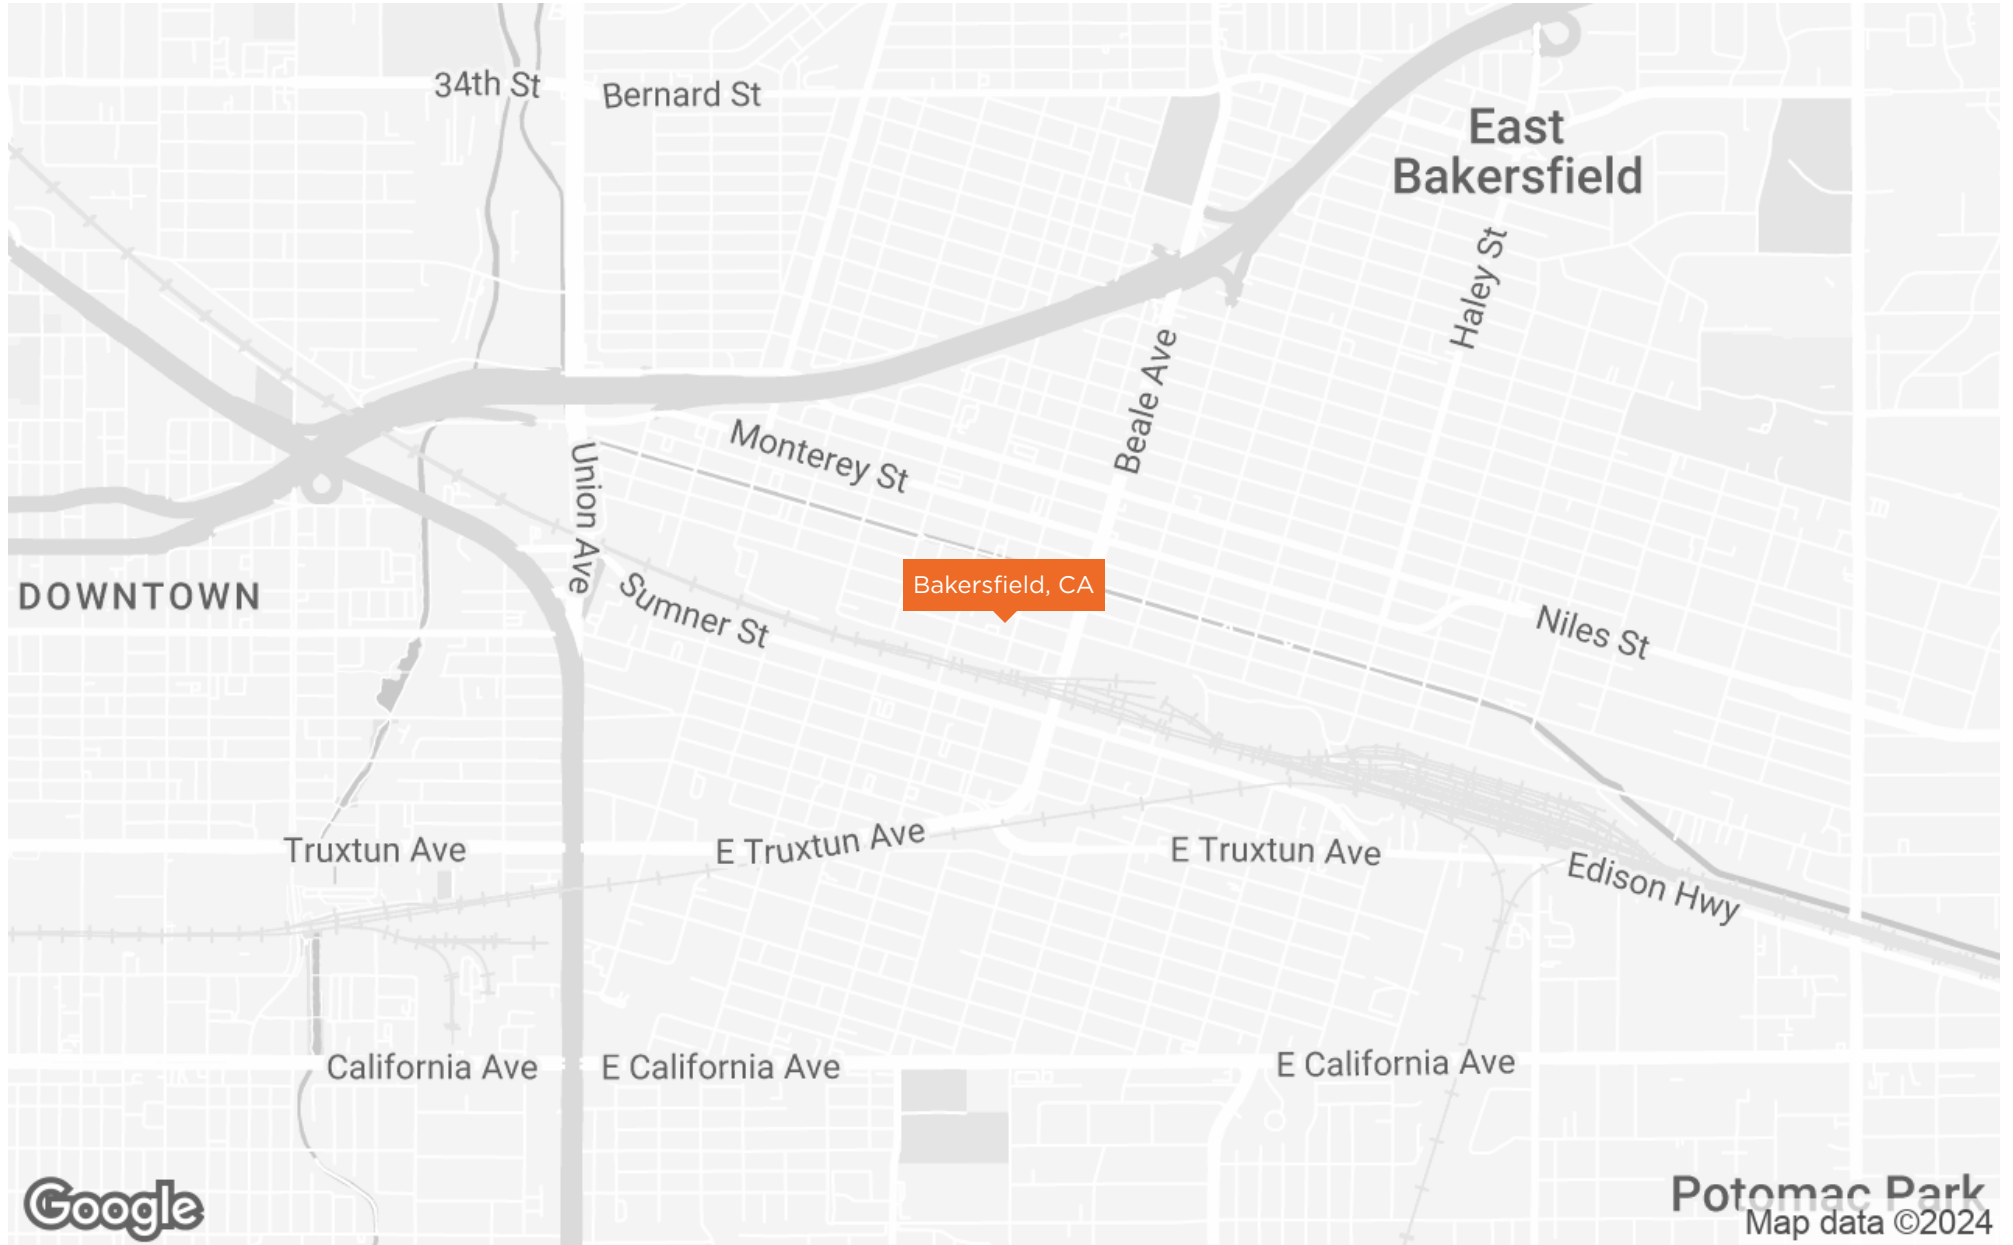 34th St
Bernard St
East
Bakersfield
Haley St
Beale Ave
Monterey St
Union Ave
Bakersfield, CA
DOWNTOWN
Sumner St
Niles St
Truxtun Ave
E Truxtun Ave
E Truxtun Ave
Edison Hwy
California Ave
E California Ave
E California Ave
Potomac Park
Google
Map data ©2024